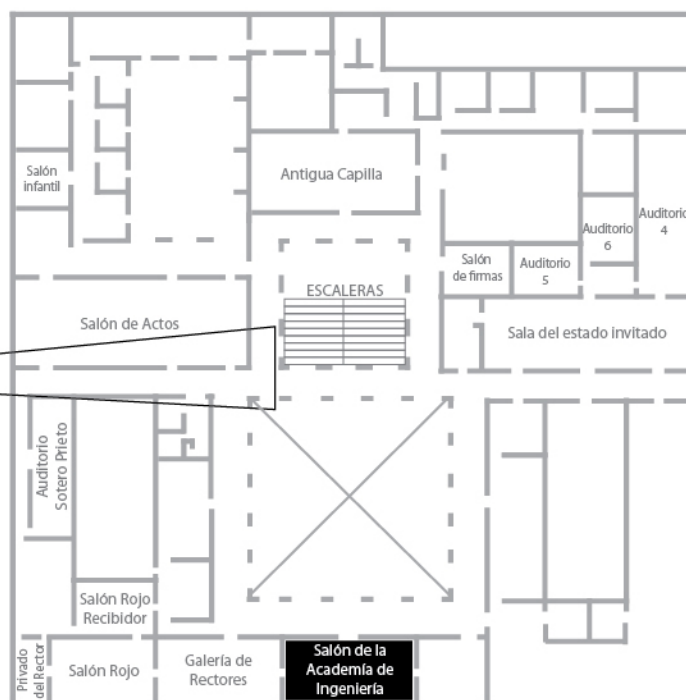 Antigua Capilla
Salón
infantil
Auditorio
4
Auditorio
6
Salón
de firmas
Auditorio
5
ESCALERAS
Salón de Actos
Sala del estado invitado
Auditorio
Sotero Prieto
Salón Rojo
Recibidor
Privado
del Rector
Salón Rojo
Galería de
Rectores
Salón de la
Academía de
Ingeniería